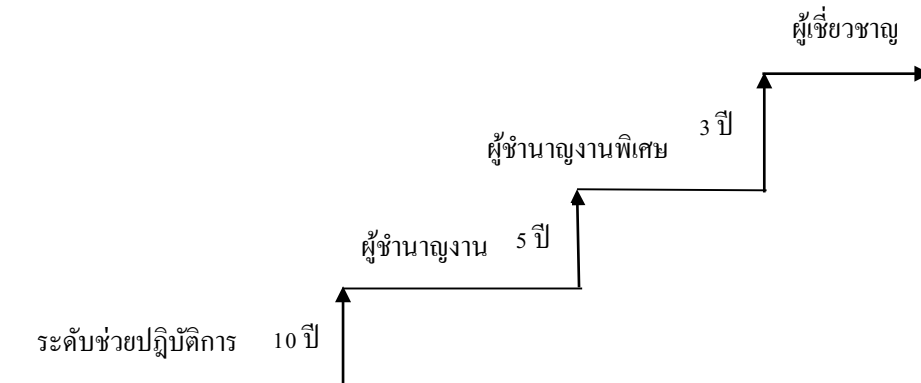 ผู้เชี่ยวชาญ
3 ปี
ผู้ชำนาญงานพิเศษ
ผู้ชำนาญงาน 5 ปี
ระดับช่วยปฏิบัติการ 10 ปี